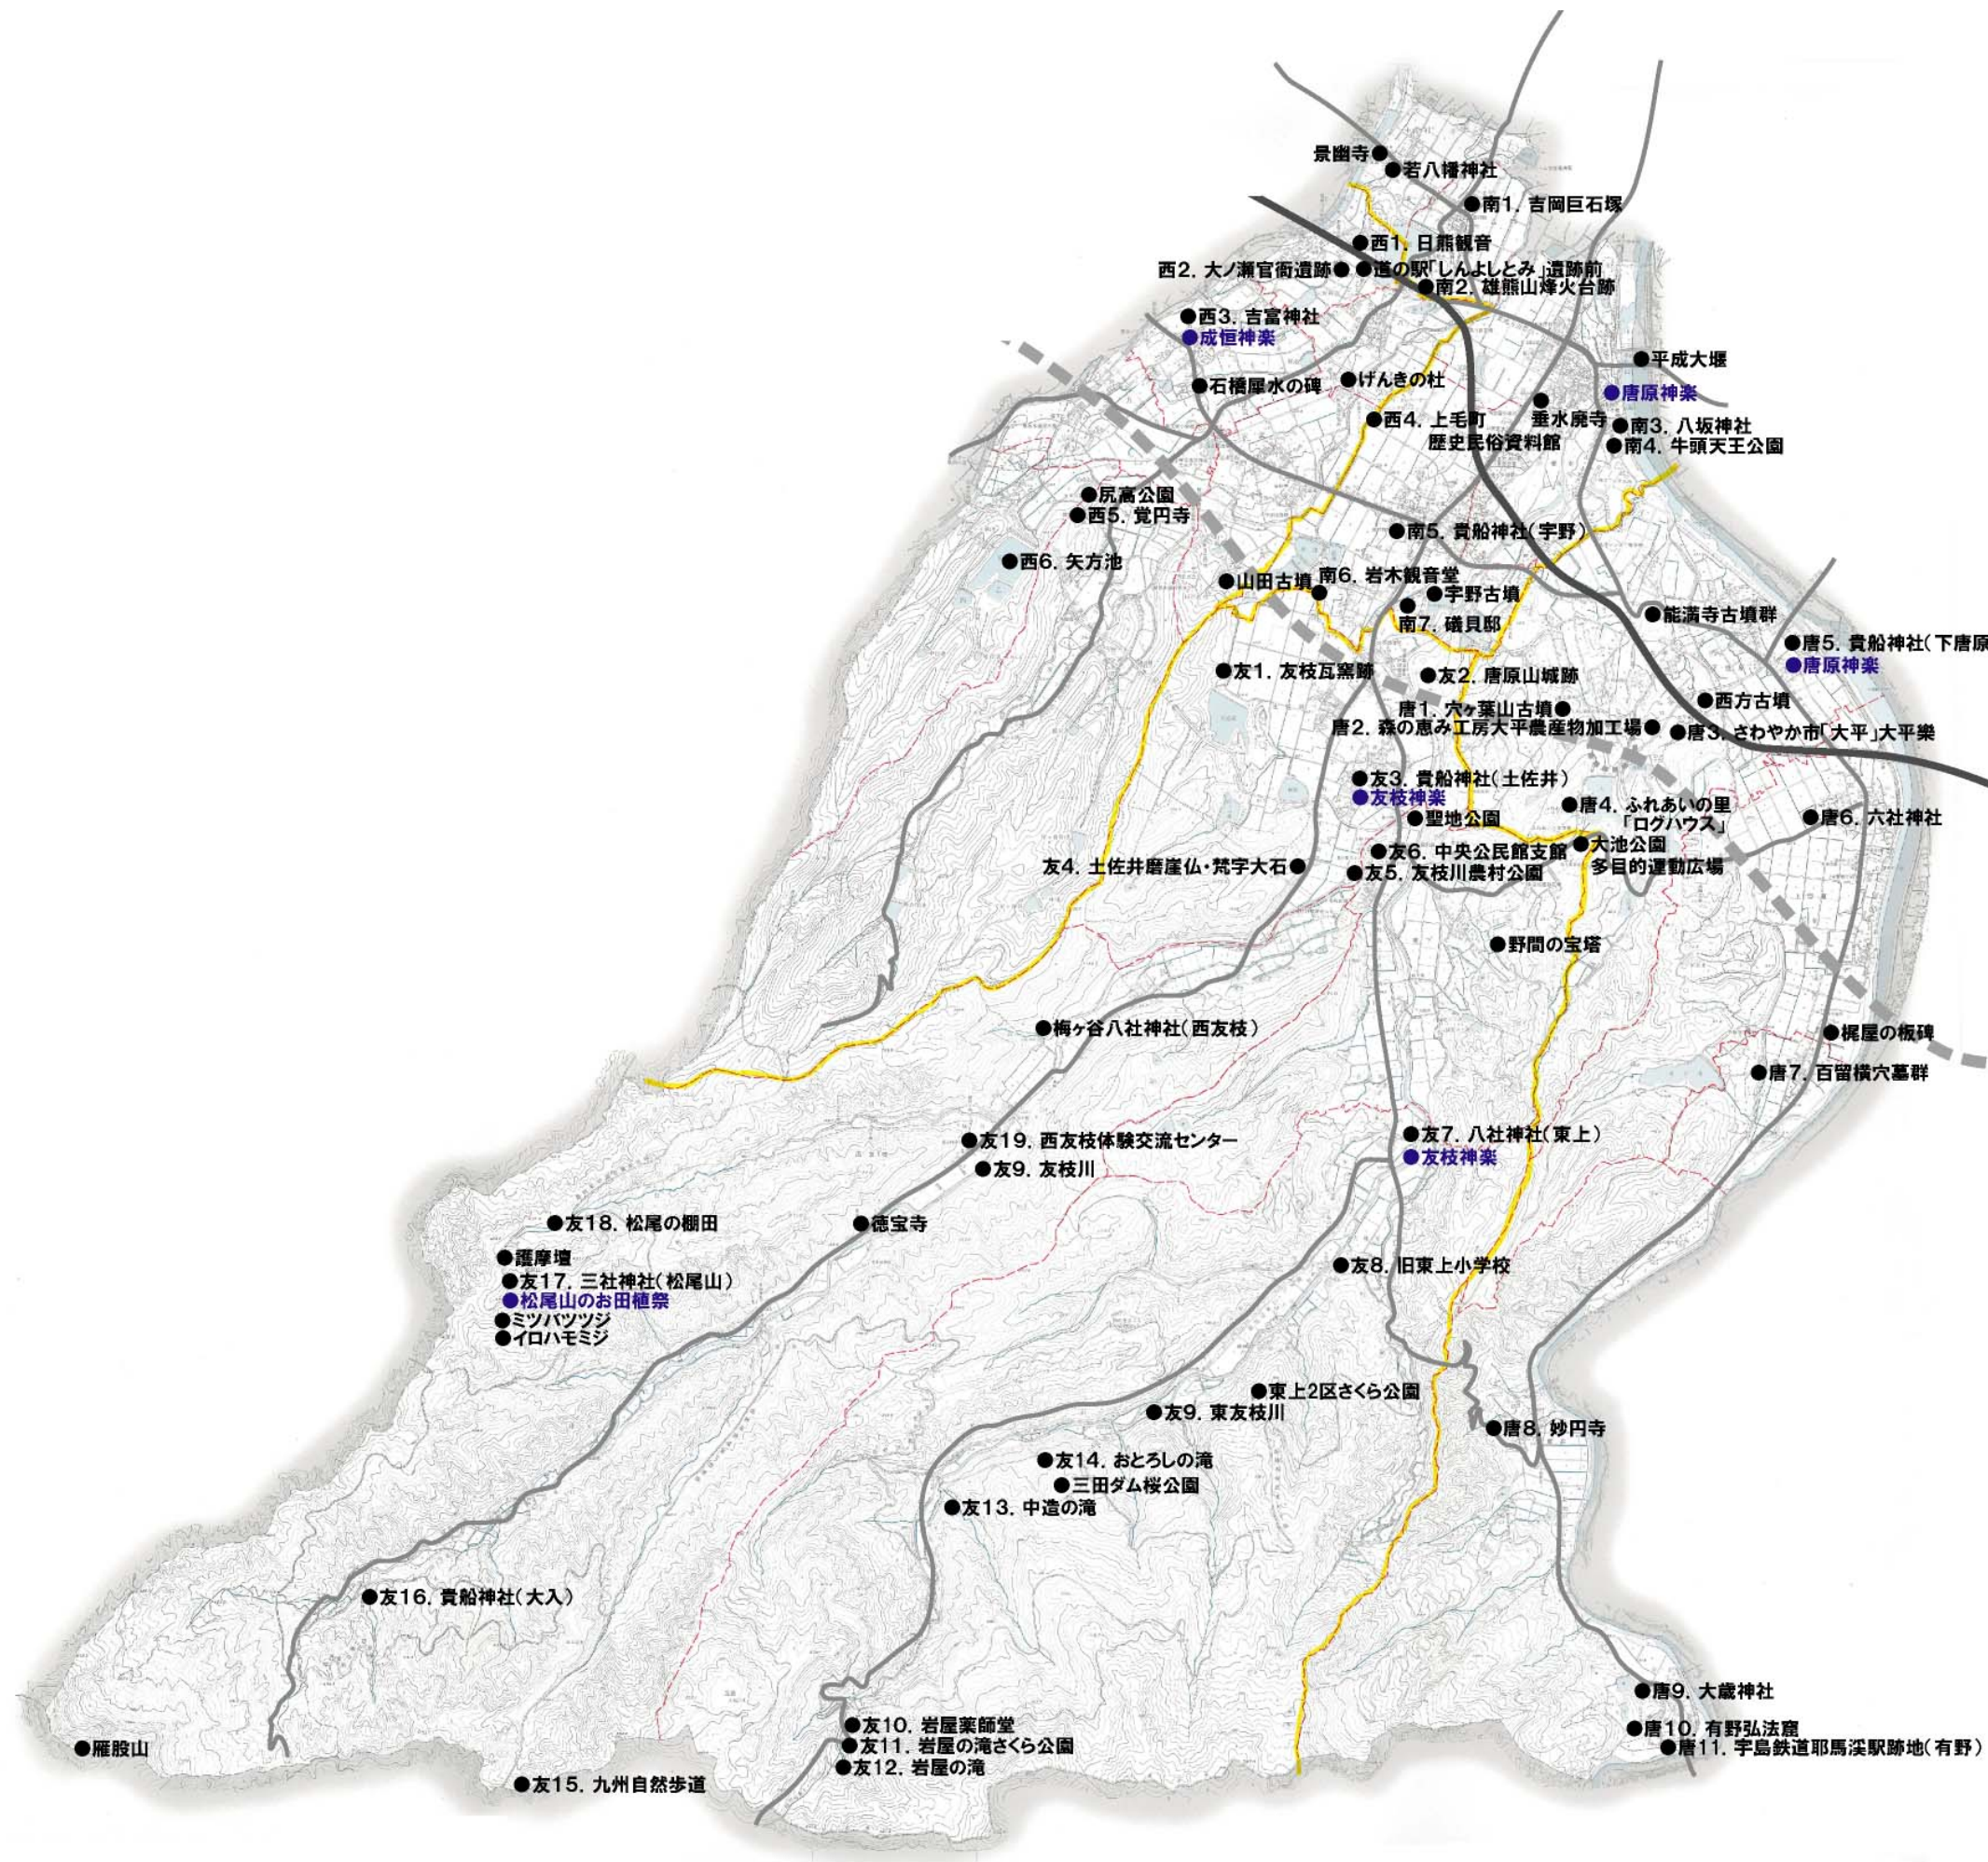 景幽寺
若八幡神社
南1. 吉岡巨石塚
西1. 日熊観音
西2. 大ノ瀬官衙遺跡
道の駅「しんよしとみ」遺跡前
南2. 雄熊山烽火台跡
西3. 吉富神社
成恒神楽
平成大堰
石橋犀水の碑
げんきの杜
唐原神楽
西4. 上毛町
歴史民俗資料館
垂水廃寺
南3. 八坂神社
南4. 牛頭天王公園
尻高公園
西5. 覚円寺
南5. 貴船神社(宇野)
西6. 矢方池
山田古墳
南6. 岩木観音堂
宇野古墳
南7. 磯貝邸
能満寺古墳群
唐5. 貴船神社(下唐原
唐原神楽
友1. 友枝瓦窯跡
友2. 唐原山城跡
西方古墳
唐1. 穴ヶ葉山古墳
唐2. 森の恵み工房大平農産物加工場
唐3. さわやか市「大平」大平樂
友3. 貴船神社(土佐井)
友枝神楽
聖地公園
唐4. ふれあいの里
「ログハウス」
唐6. 六社神社
友6. 中央公民館支館
大池公園
多目的運動広場
友4. 土佐井磨崖仏・梵字大石
友5. 友枝川農村公園
野間の宝塔
梅ヶ谷八社神社(西友枝)
梶屋の板碑
唐7. 百留横穴墓群
友19. 西友枝体験交流センター
友7. 八社神社(東上)
友枝神楽
友9. 友枝川
友18. 松尾の棚田
徳宝寺
護摩壇
友17. 三社神社(松尾山)
松尾山のお田植祭
ミツバツツジ
イロハモミジ
友8. 旧東上小学校
東上2区さくら公園
友9. 東友枝川
唐8. 妙円寺
友14. おとろしの滝
三田ダム桜公園
友13. 中造の滝
友16. 貴船神社(大入)
唐9. 大歳神社
友10. 岩屋薬師堂
唐10. 有野弘法窟
友11. 岩屋の滝さくら公園
唐11. 宇島鉄道耶馬渓駅跡地(有野)
雁股山
友12. 岩屋の滝
友15. 九州自然歩道